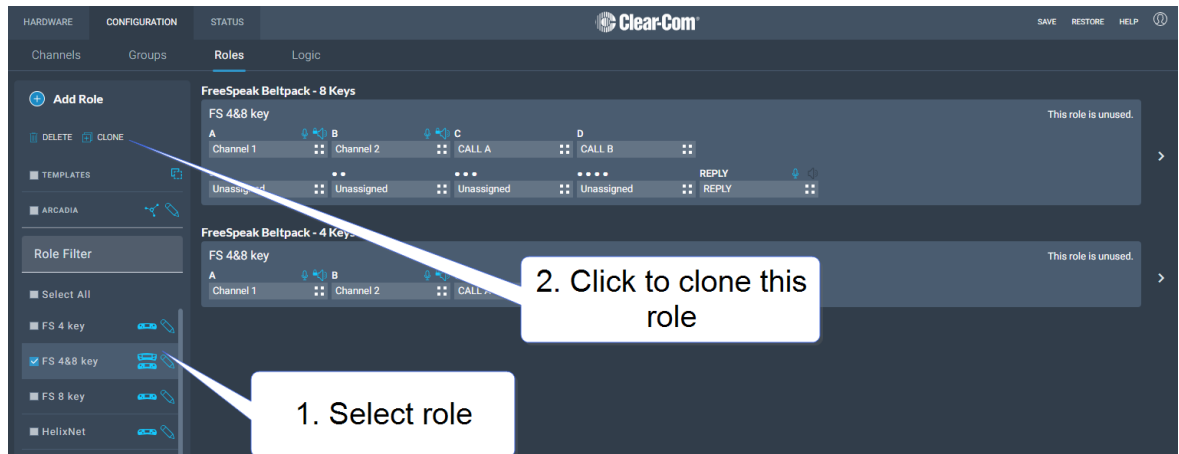 HARDWARE CONFIGURATION STATUS Clear-Com® SAVE RESTORE HELP
Channels Groups Roles Logic
Add Role
DELETE CLONE
TEMPLATES
ARCADIA
Role Filter
Select All
FS 4 key
FS 4&8 key
FS 8 key
HelixNet
FreeSpeak Beltpack - 8 Keys
FS 4&8 key This role is unused.
A B C D
Channel 1 Channel 2 CALL A CALL B
REPLY
Unassigned Unassigned Unassigned Unassigned REPLY
FreeSpeak Beltpack - 4 Keys
FS 4&8 key This role is unused.
A B
Channel 1 Channel 2 CALL A
2. Click to clone this
role
1. Select role